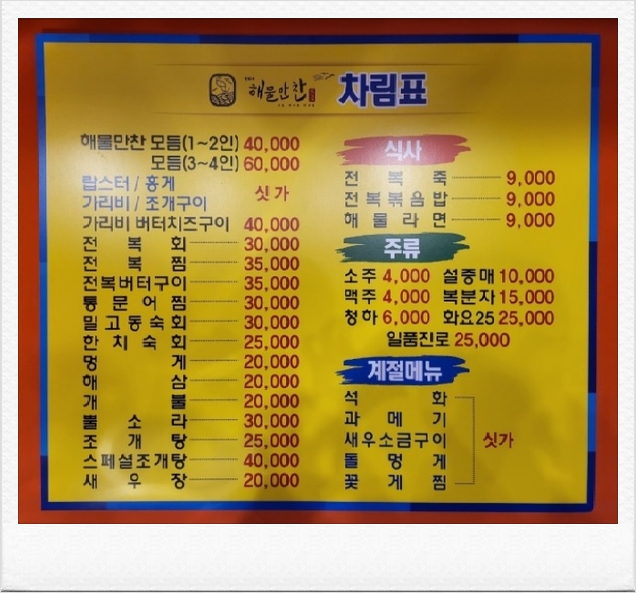 해물만찬 차림표
해물만찬 모듬(1~2인) 40,000
모듬(3~4인) 60,000
랍스터 / 홍게
가리비 / 조개구이
싯가
가리비 버터치즈구이 40,000
전복회 30,000
전복찜 35,000
전복버터구이 35,000
통문어찜 30,000
밀고동숙회 30,000
한치숙회 25,000
멍게 20,000
해삼 20,000
개불 20,000
뿔소라 30,000
조개탕 25,000
스페셜조개탕 40,000
새우장 20,000
식사
전복죽 9,000
전복볶음밥 9,000
해물라면 9,000
주류
소주 4,000 설중매 10,000
맥주 4,000 복분자 15,000
청하 6,000 화요25 25,000
일품진로 25,000
계절메뉴
석화
과메기
새우소금구이 싯가
돌멍게
꽃게찜